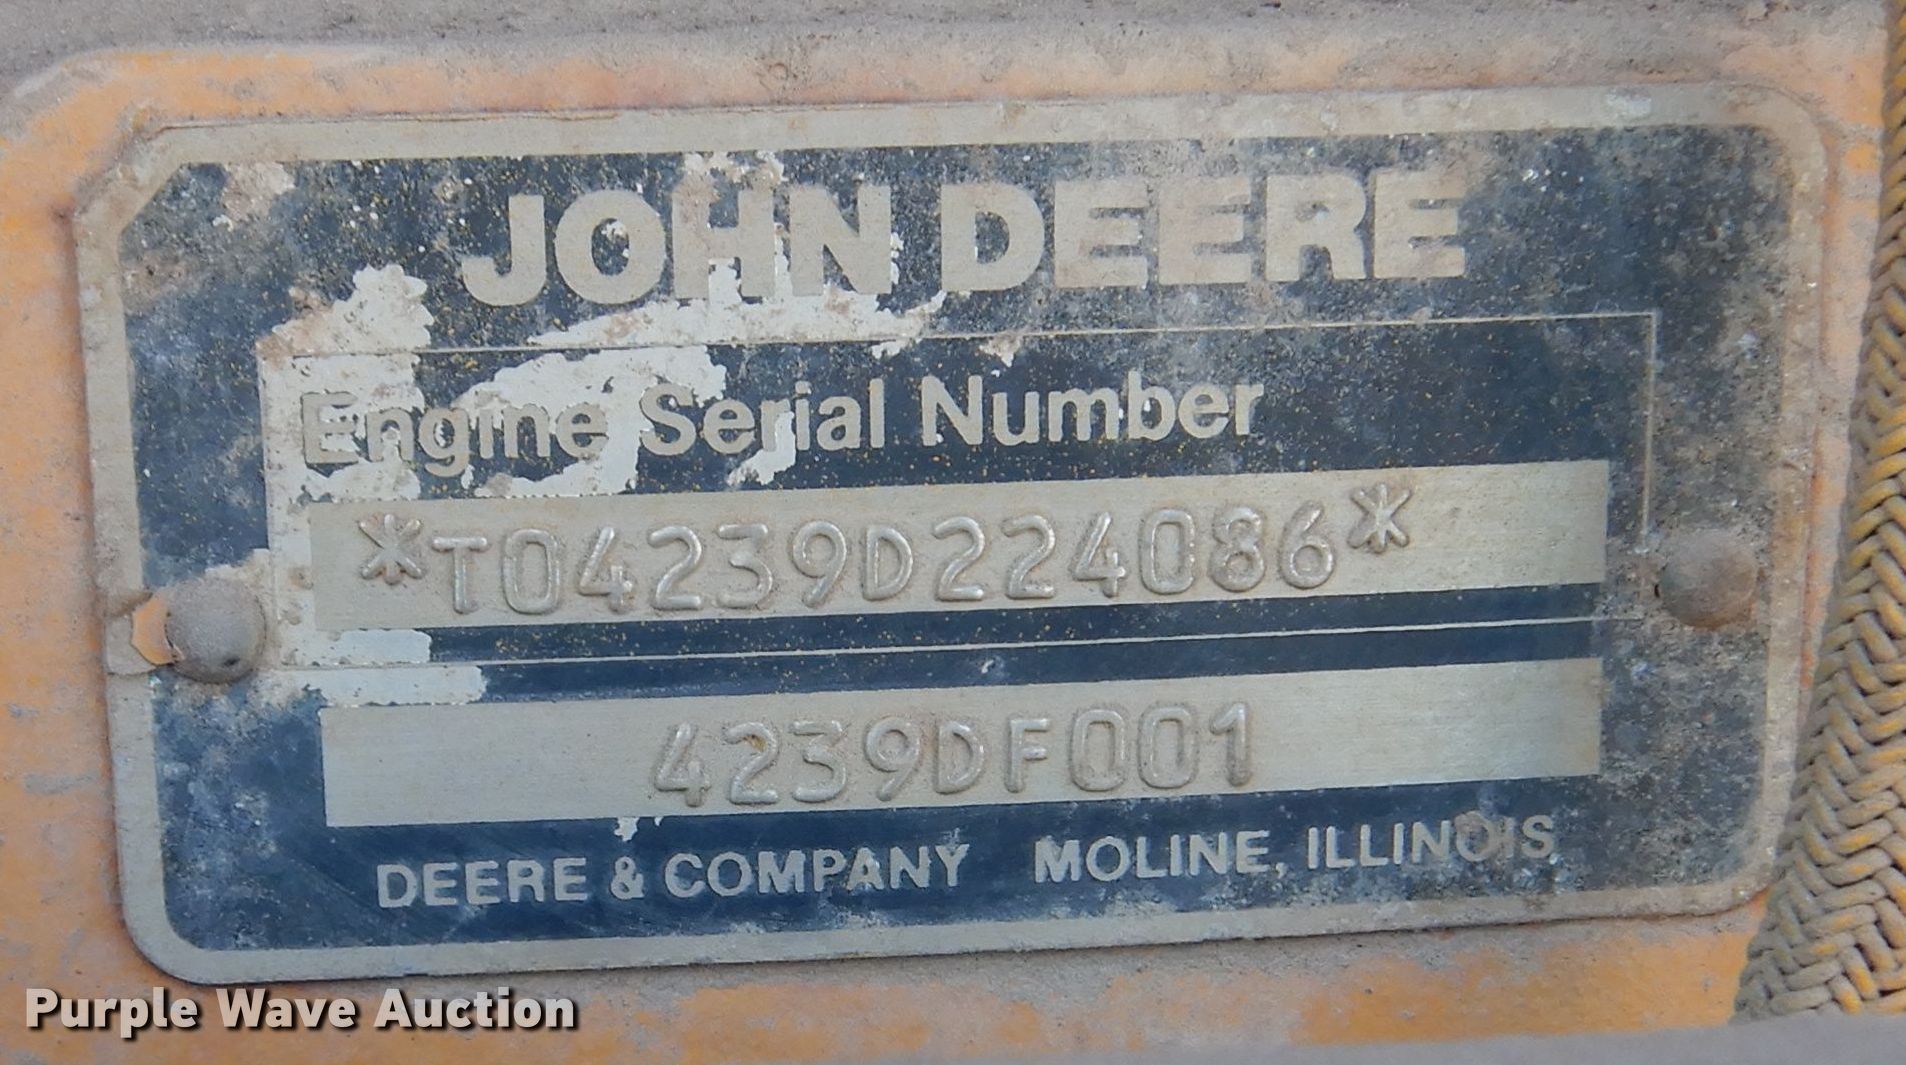 JOHN DEERE
Engine Serial Number
*T04239D224086*
4239DF001
DEERE & COMPANY MOLINE, ILLINOIS
Purple Wave Auction